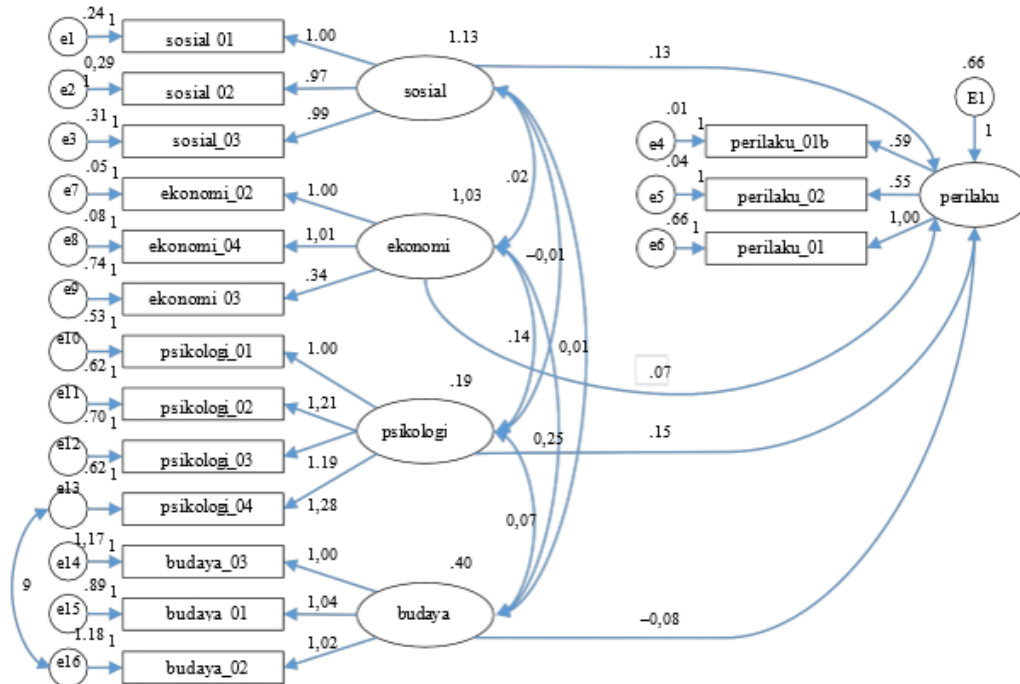 .24
1
e1
sosial 01
1.00
1.13
.13
.66
0,29
1
e2
sosial 02
.97
sosial
E1
.31
1
e3
sosial_03
.99
.01
1
e4
perilaku_01b
.59
1
.05
1
e7
ekonomi_02
1.00
1,03
.02
.04
1
e5
perilaku_02
.55
perilaku
.08
1
e8
ekonomi_04
1,01
ekonomi
–0,01
.66
1
e6
perilaku_01
1,00
.74
1
e9
ekonomi 03
.34
.53
1
e10
psikologi_01
1.00
.19
.14
0,01
.07
.62
1
e11
psikologi_02
1,21
psikologi
0,25
.15
.70
1
e12
psikologi_03
1.19
.62
1
e13
psikologi_04
1,28
0,07
1,17
1
e14
budaya_03
1,00
.40
9
.89
1
e15
budaya 01
1,04
budaya
–0,08
1.18
1
e16
budaya_02
1,02